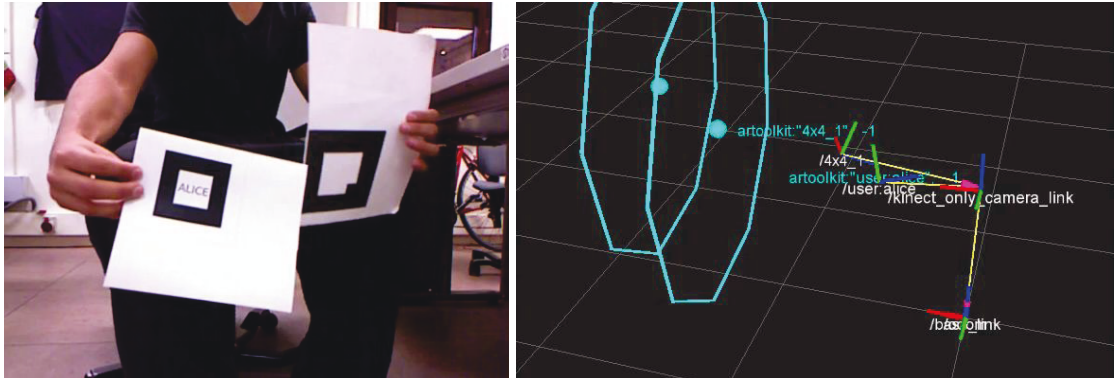 ALICE
artoolkit:"4x4_1" -1
/4x4_1
artoolkit:"user:alice" -1
/user:alice
/kinect_only_camera_link